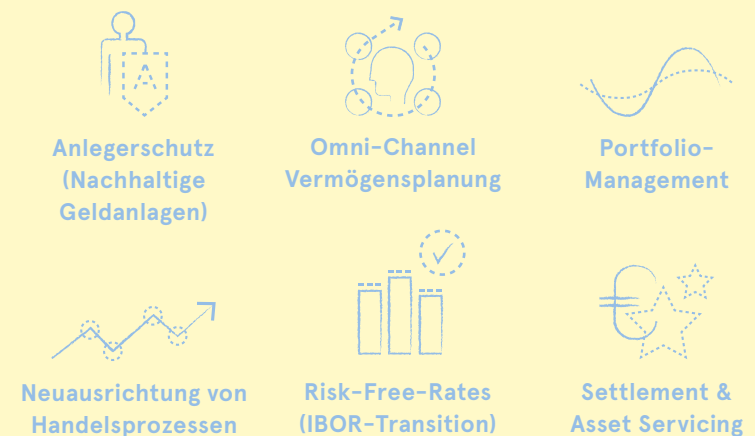 A
Anlegerschutz
(Nachhaltige
Geldanlagen)
Omni-Channel
Vermögensplanung
Portfolio-
Management
Neuausrichtung von
Handelsprozessen
Risk-Free-Rates
(IBOR-Transition)
Settlement &
Asset Servicing